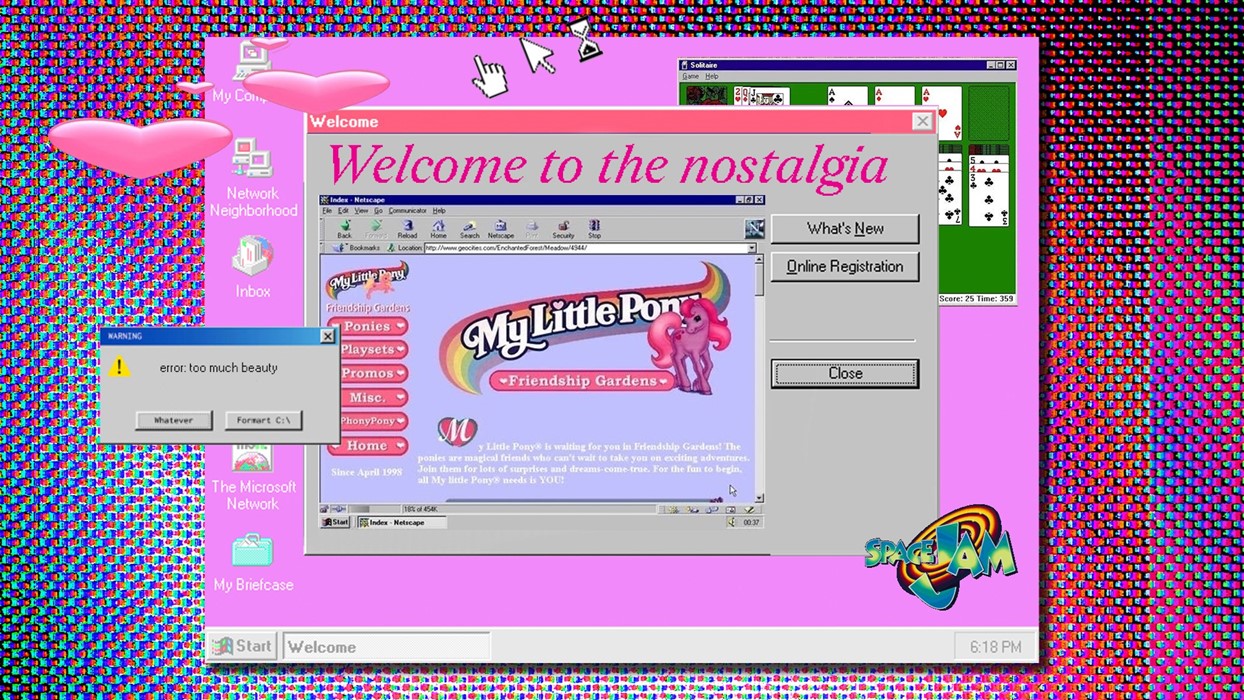 My Comp
Solitaire
Game Help
Welcome
Welcome to the nostalgia
Network
Neighborhood
Index - Netscape
File Edit View Go Communicator Help
Back Reload Home Search Netscape Security Stop
Bookmarks Location: http://www.geocities.com/EnchantedForest/Meadow/4944/
What's New
Online Registration
Close
Inbox
My Little Pony
Friendship Gardens
Ponies
Playsets
Promos
Misc.
PhonyPony
Home
Since April 1998
My Little Pony
Friendship Gardens
My Little Pony® is waiting for you in Friendship Gardens! The
ponies are magical friends who can't wait to take you on exciting adventures.
Join them for lots of surprises and dreams-come-true. For the fun to begin,
all My little Pony® needs is YOU!
18% of 454K
Start Index - Netscape 00:37
Score: 25 Time: 359
WARNING
error: too much beauty
Whatever Formart C:\
The Microsoft
Network
My Briefcase
SPACE JAM
Start Welcome 6:18 PM